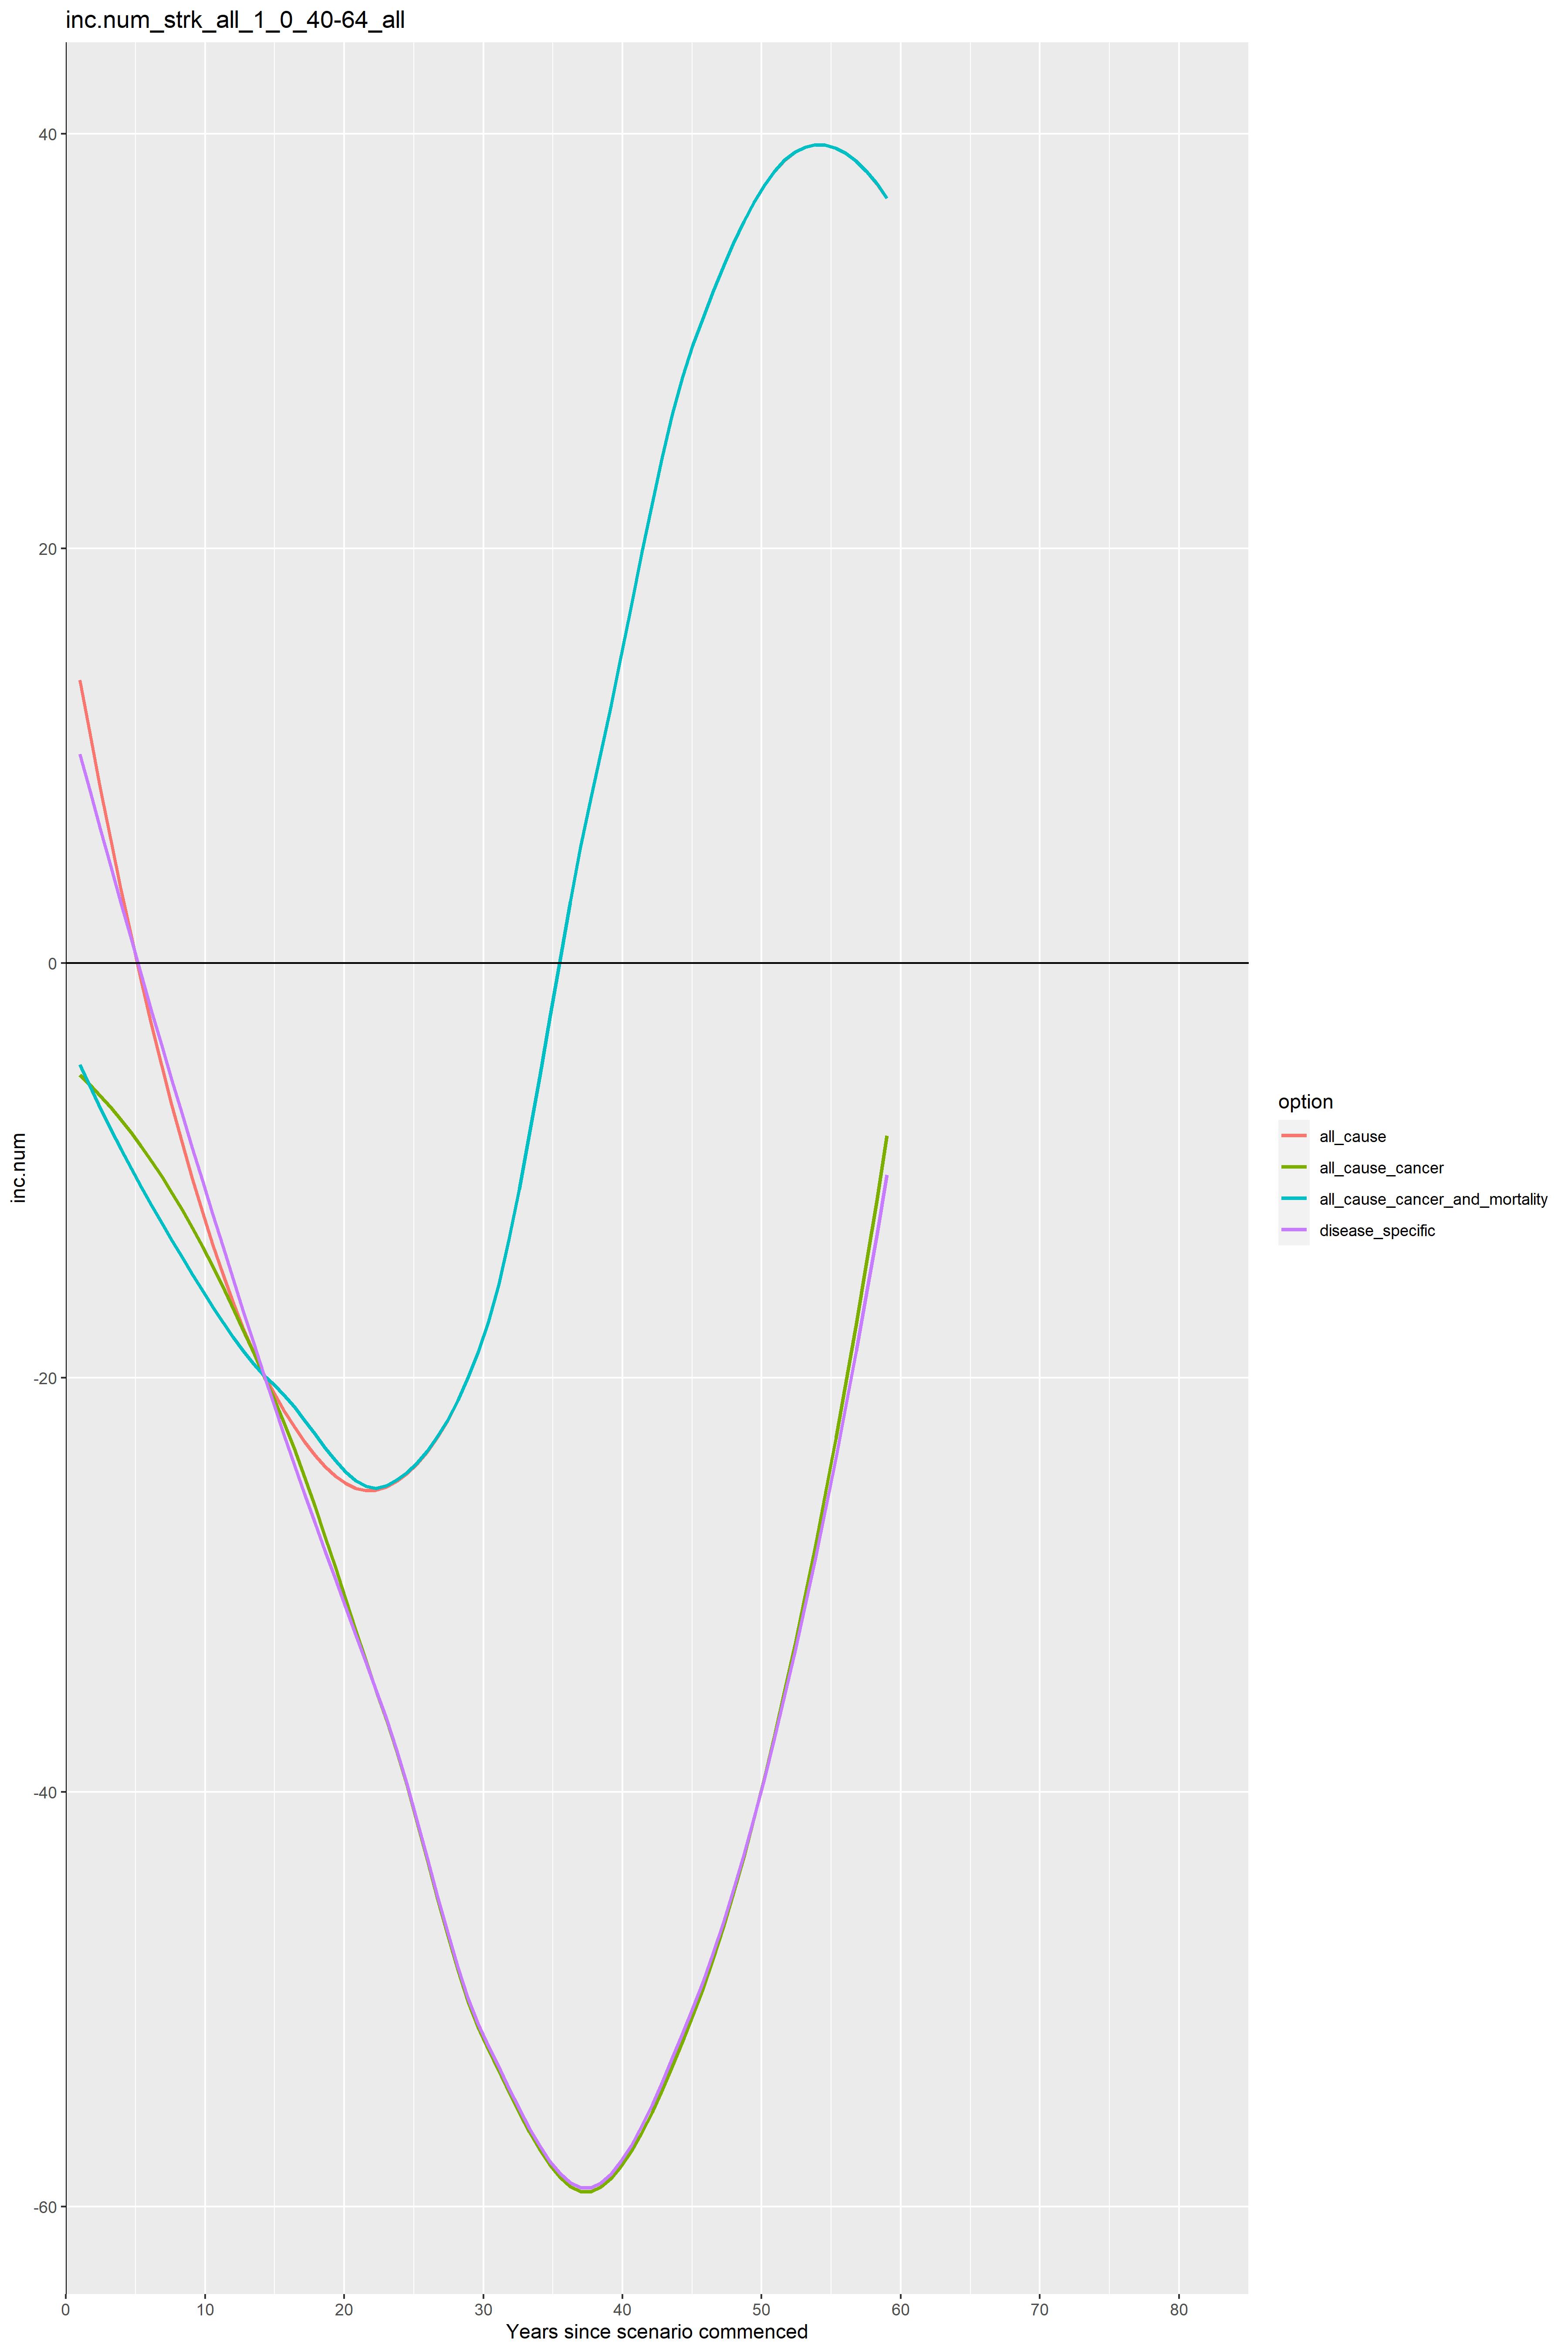 inc.num_strk_all_1_0_40-64_all
40
20
0
-20
-40
-60
inc.num
0 10 20 30 40 50 60 70 80
Years since scenario commenced
option
all_cause
all_cause_cancer
all_cause_cancer_and_mortality
disease_specific